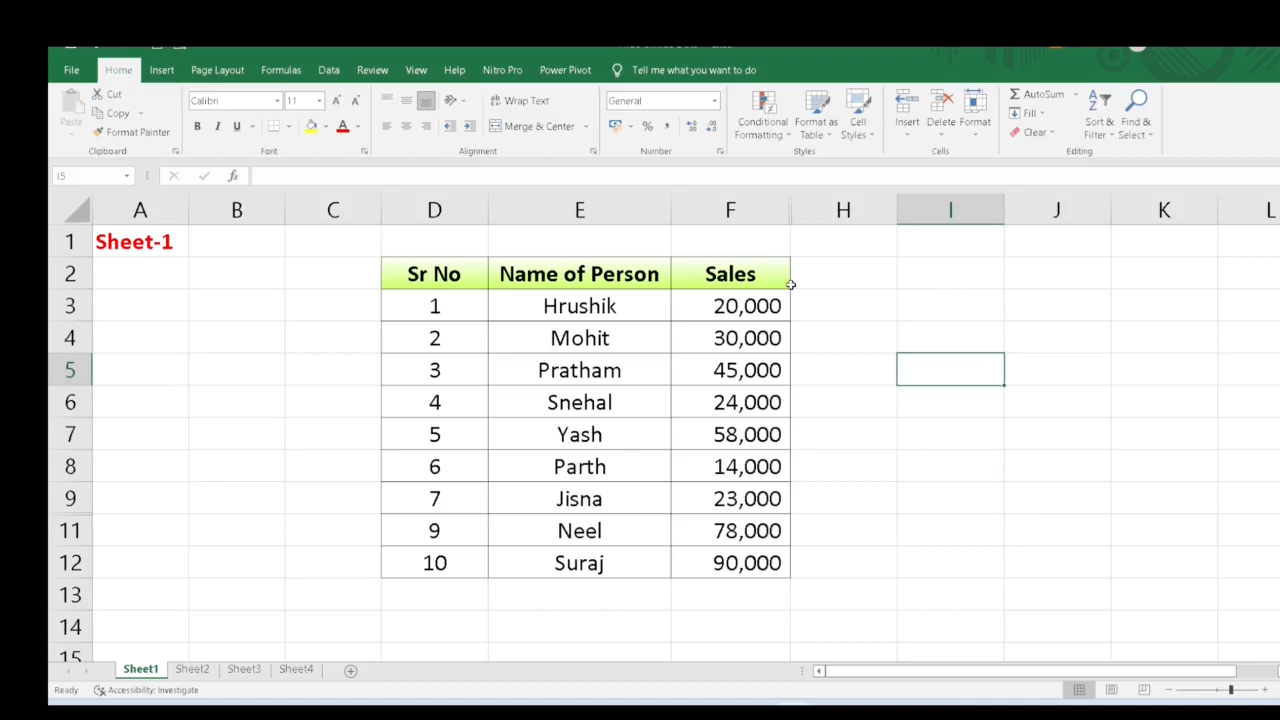 File Home Insert Page Layout Formulas Data Review View Help Nitro Pro Power Pivot Tell me what you want to do
Paste Cut Copy Format Painter Clipboard
Calibri 11 B I U A Font
Wrap Text Merge & Center Alignment
General % , Number
Conditional Formatting Format as Table Cell Styles Styles
Insert Delete Format Cells
AutoSum Fill Clear Sort & Filter Find & Select Editing
I5 fx
A B C D E F H I J K L
1 Sheet-1
2 Sr No Name of Person Sales
3 1 Hrushik 20,000
4 2 Mohit 30,000
5 3 Pratham 45,000
6 4 Snehal 24,000
7 5 Yash 58,000
8 6 Parth 14,000
9 7 Jisna 23,000
11 9 Neel 78,000
12 10 Suraj 90,000
13
14
15
Sheet1 Sheet2 Sheet3 Sheet4
Ready Accessibility: Investigate